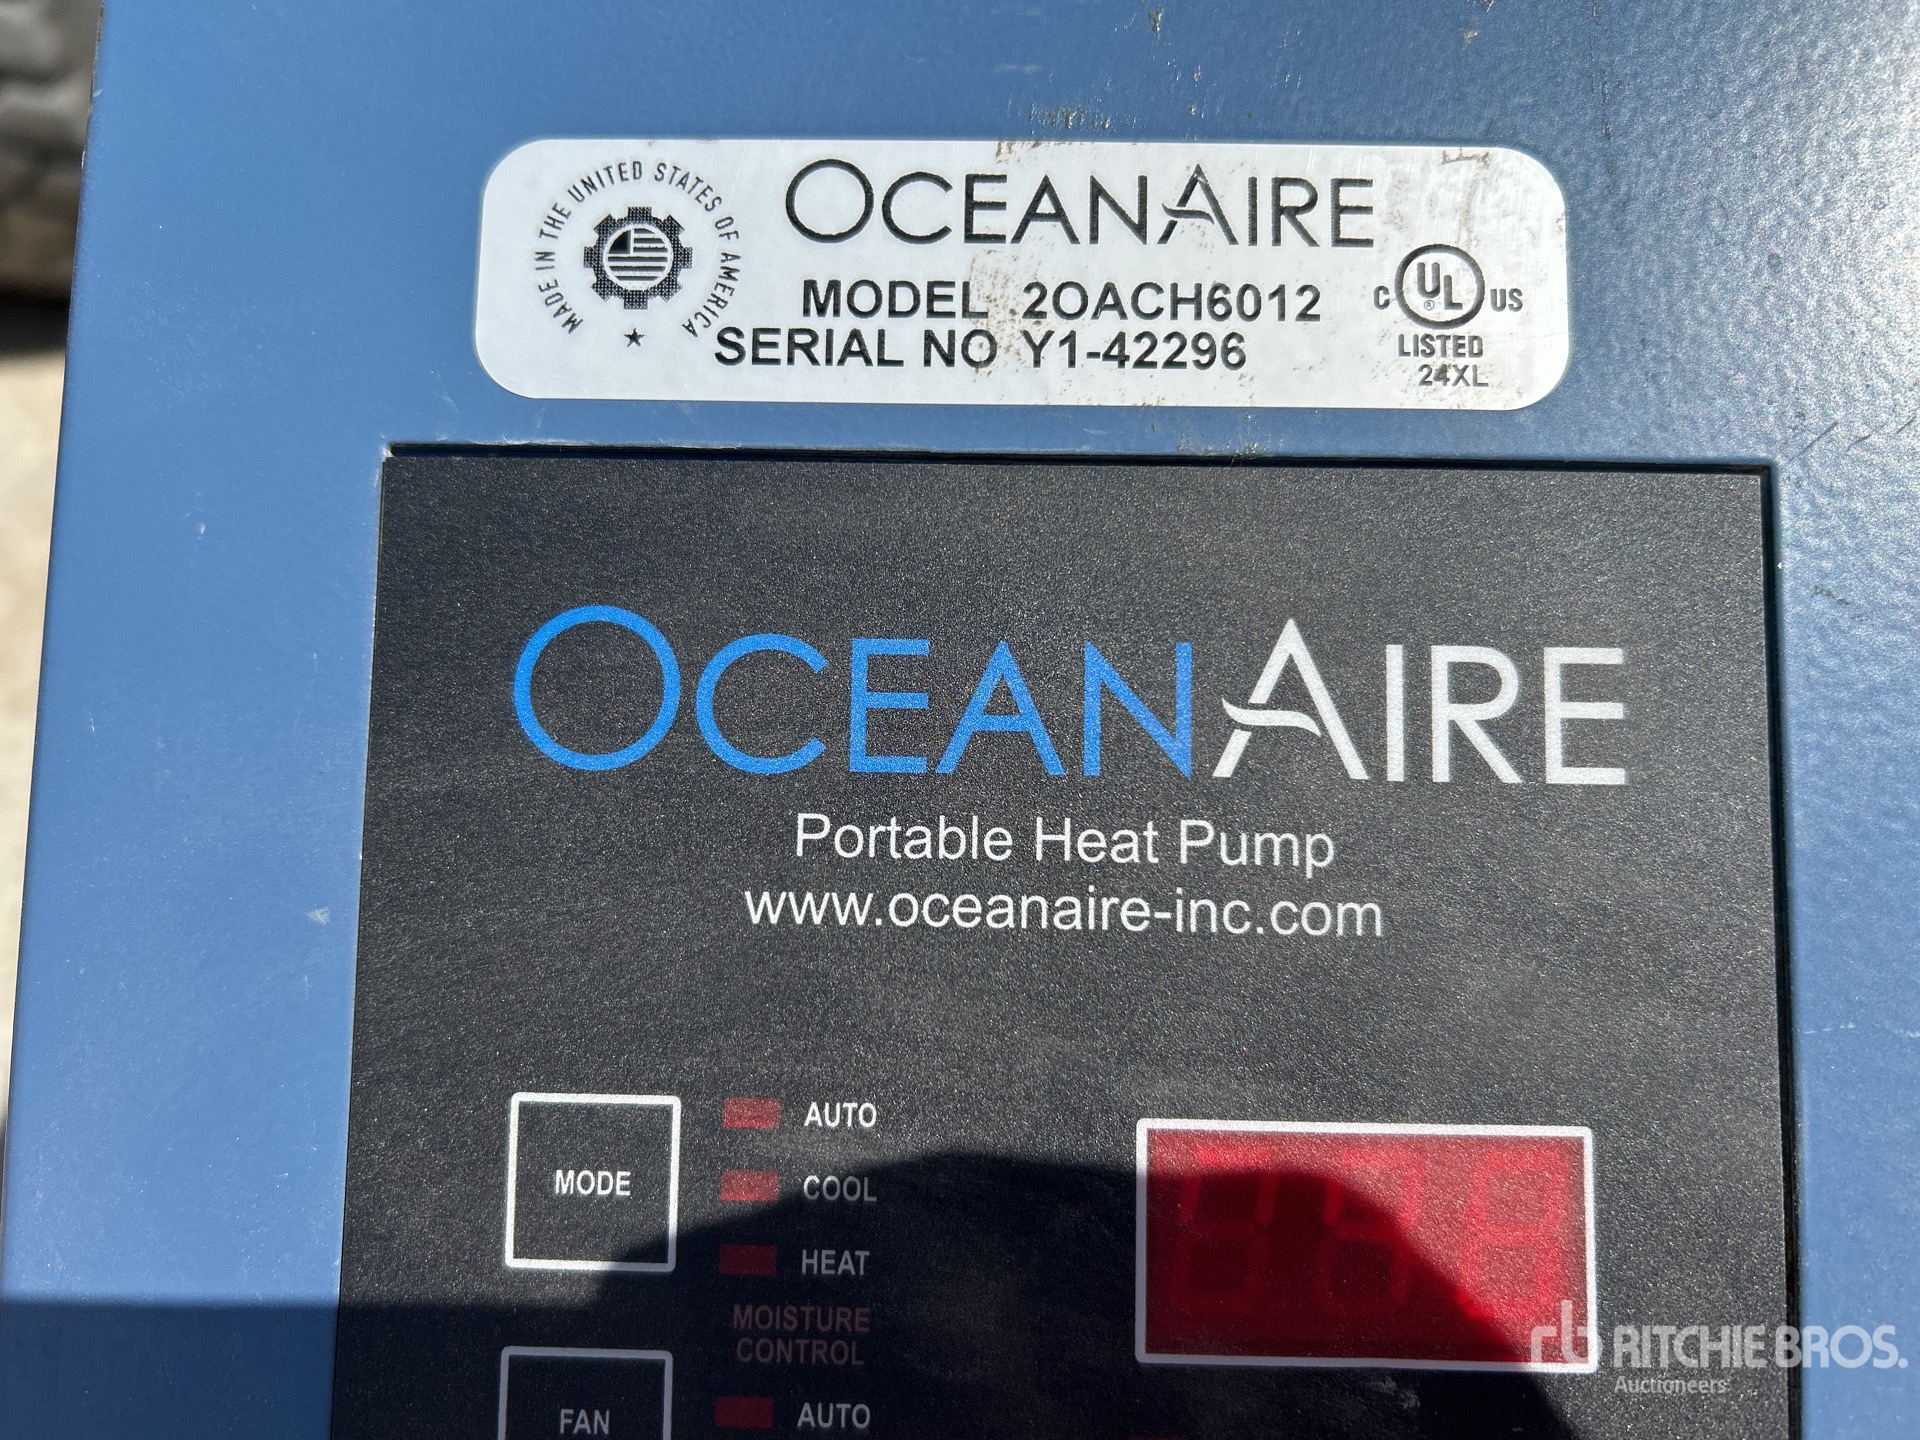 MADE IN THE UNITED STATES OF AMERICA
OCEANAIRE
MODEL 2OACH6012
SERIAL NO Y1-42296
C UL ® US
LISTED
24XL
OCEANAIRE
Portable Heat Pump
www.oceanaire-inc.com
MODE
AUTO
COOL
HEAT
MOISTURE
CONTROL
FAN
AUTO
rb RITCHIE BROS.
Auctioneers